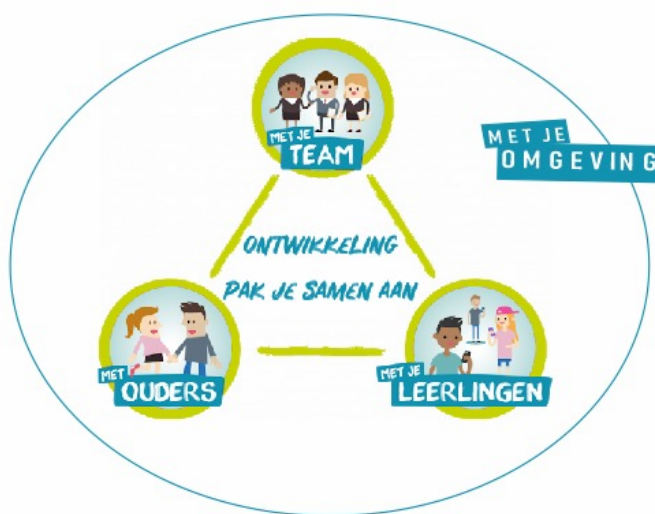 MET JE
TEAM
MET JE
OMGEVING
ONTWIKKELING
PAK JE SAMEN AAN
MET
OUDERS
MET JE
LEERLINGEN